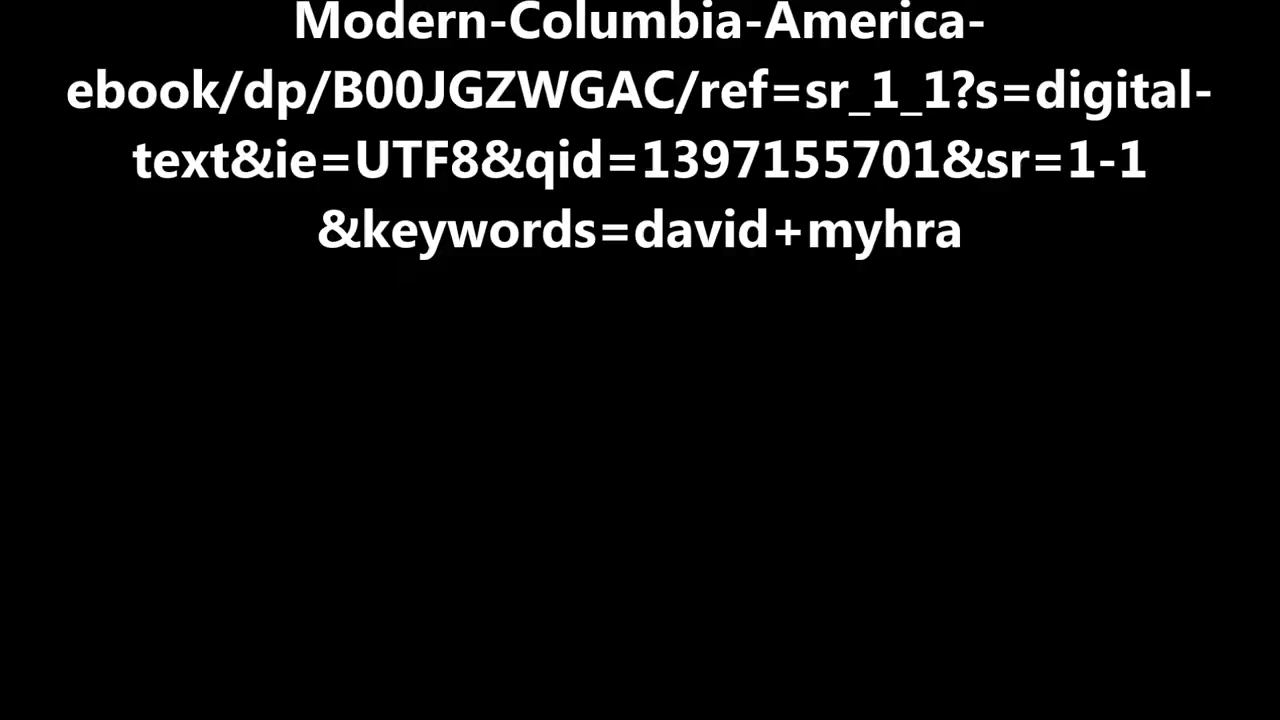 Modern-Columbia-America-
ebook/dp/B00JGZWGAC/ref=sr_1_1?s=digital-
text&ie=UTF8&qid=1397155701&sr=1-1
&keywords=david+myhra